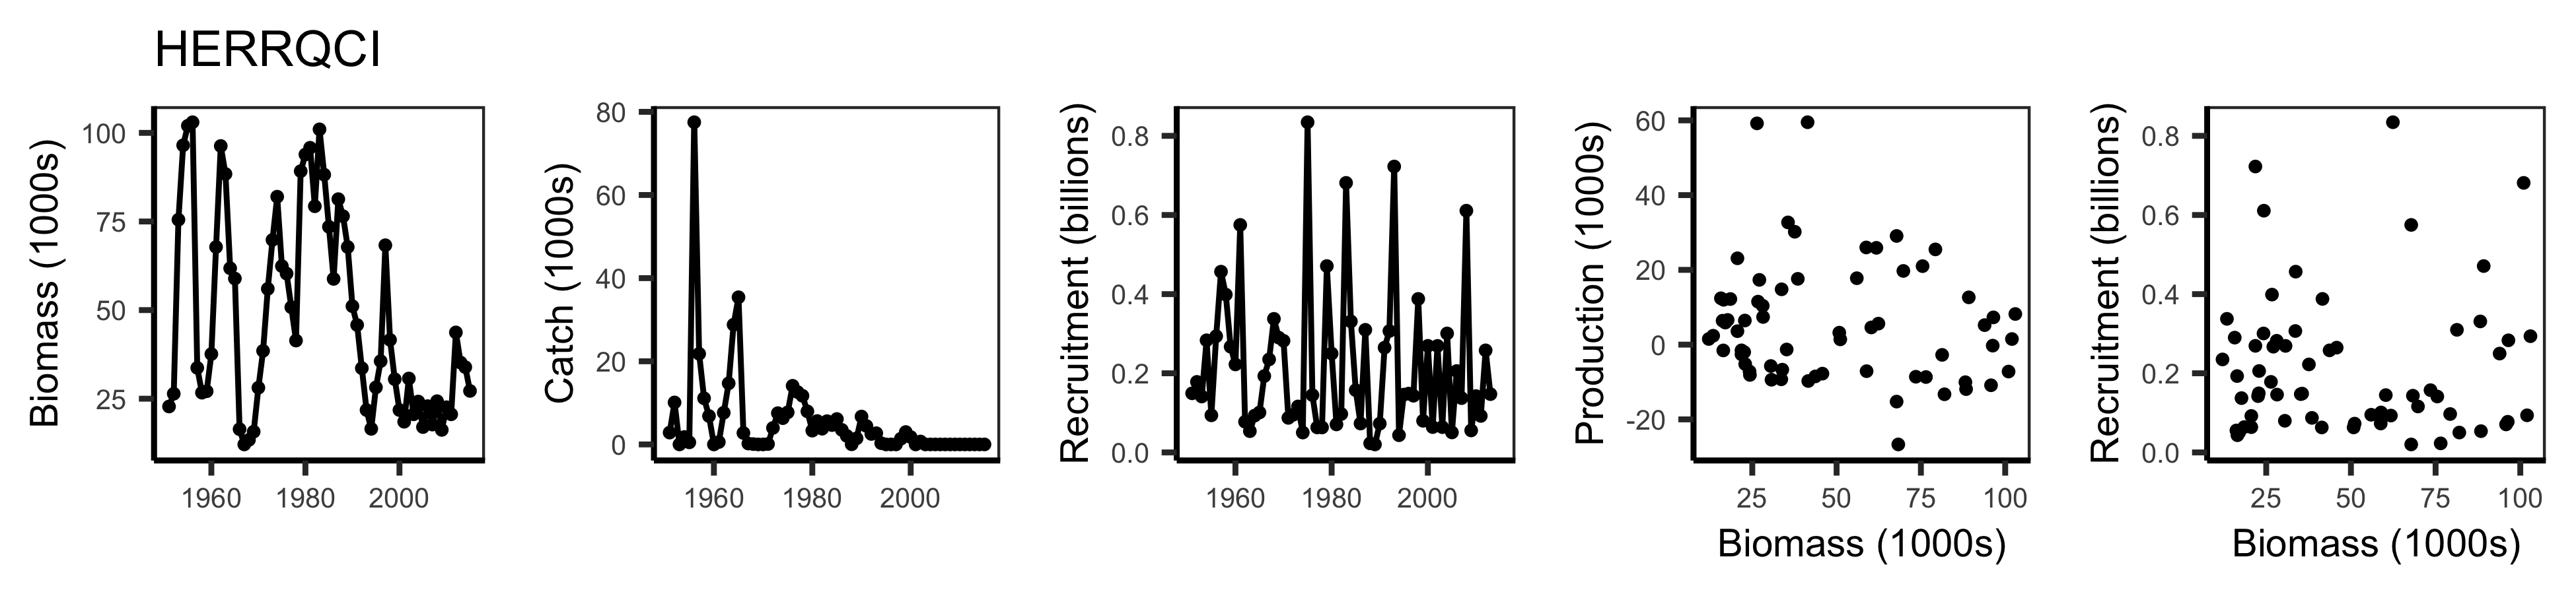 HERRQCI
Biomass (1000s)
100
75
50
25
1960 1980 2000
Catch (1000s)
80
60
40
20
0
1960 1980 2000
Recruitment (billions)
0.8
0.6
0.4
0.2
0.0
1960 1980 2000
Production (1000s)
60
40
20
0
-20
25 50 75 100
Biomass (1000s)
Recruitment (billions)
0.8
0.6
0.4
0.2
0.0
25 50 75 100
Biomass (1000s)